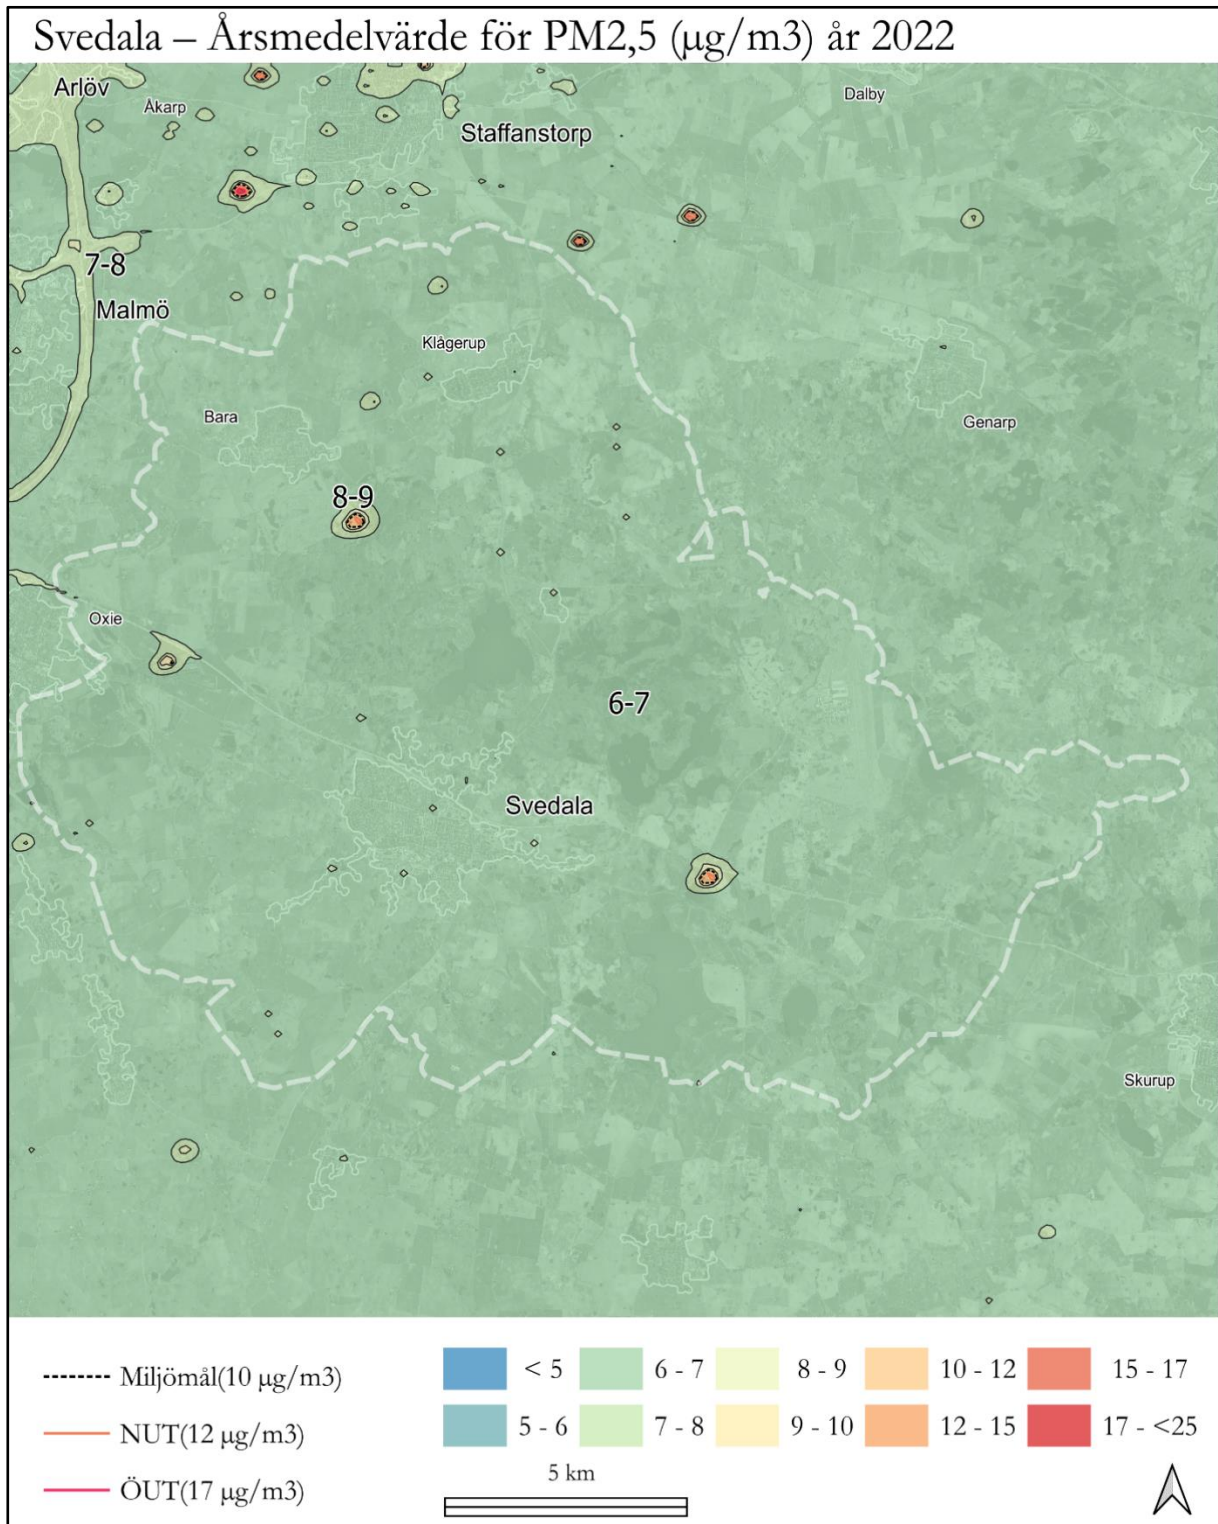 Svedala – Årsmedelvärde för PM2,5 (µg/m3) år 2022
Arlöv
Åkarp
Dalby
Staffanstorp
7-8
Malmö
Klågerup
Bara
Genarp
8-9
Oxie
6-7
Svedala
Skurup
Miljömål(10 µg/m3)
NUT(12 µg/m3)
ÖUT(17 µg/m3)
< 5
6 - 7
8 - 9
10 - 12
15 - 17
5 - 6
7 - 8
9 - 10
12 - 15
17 - <25
5 km